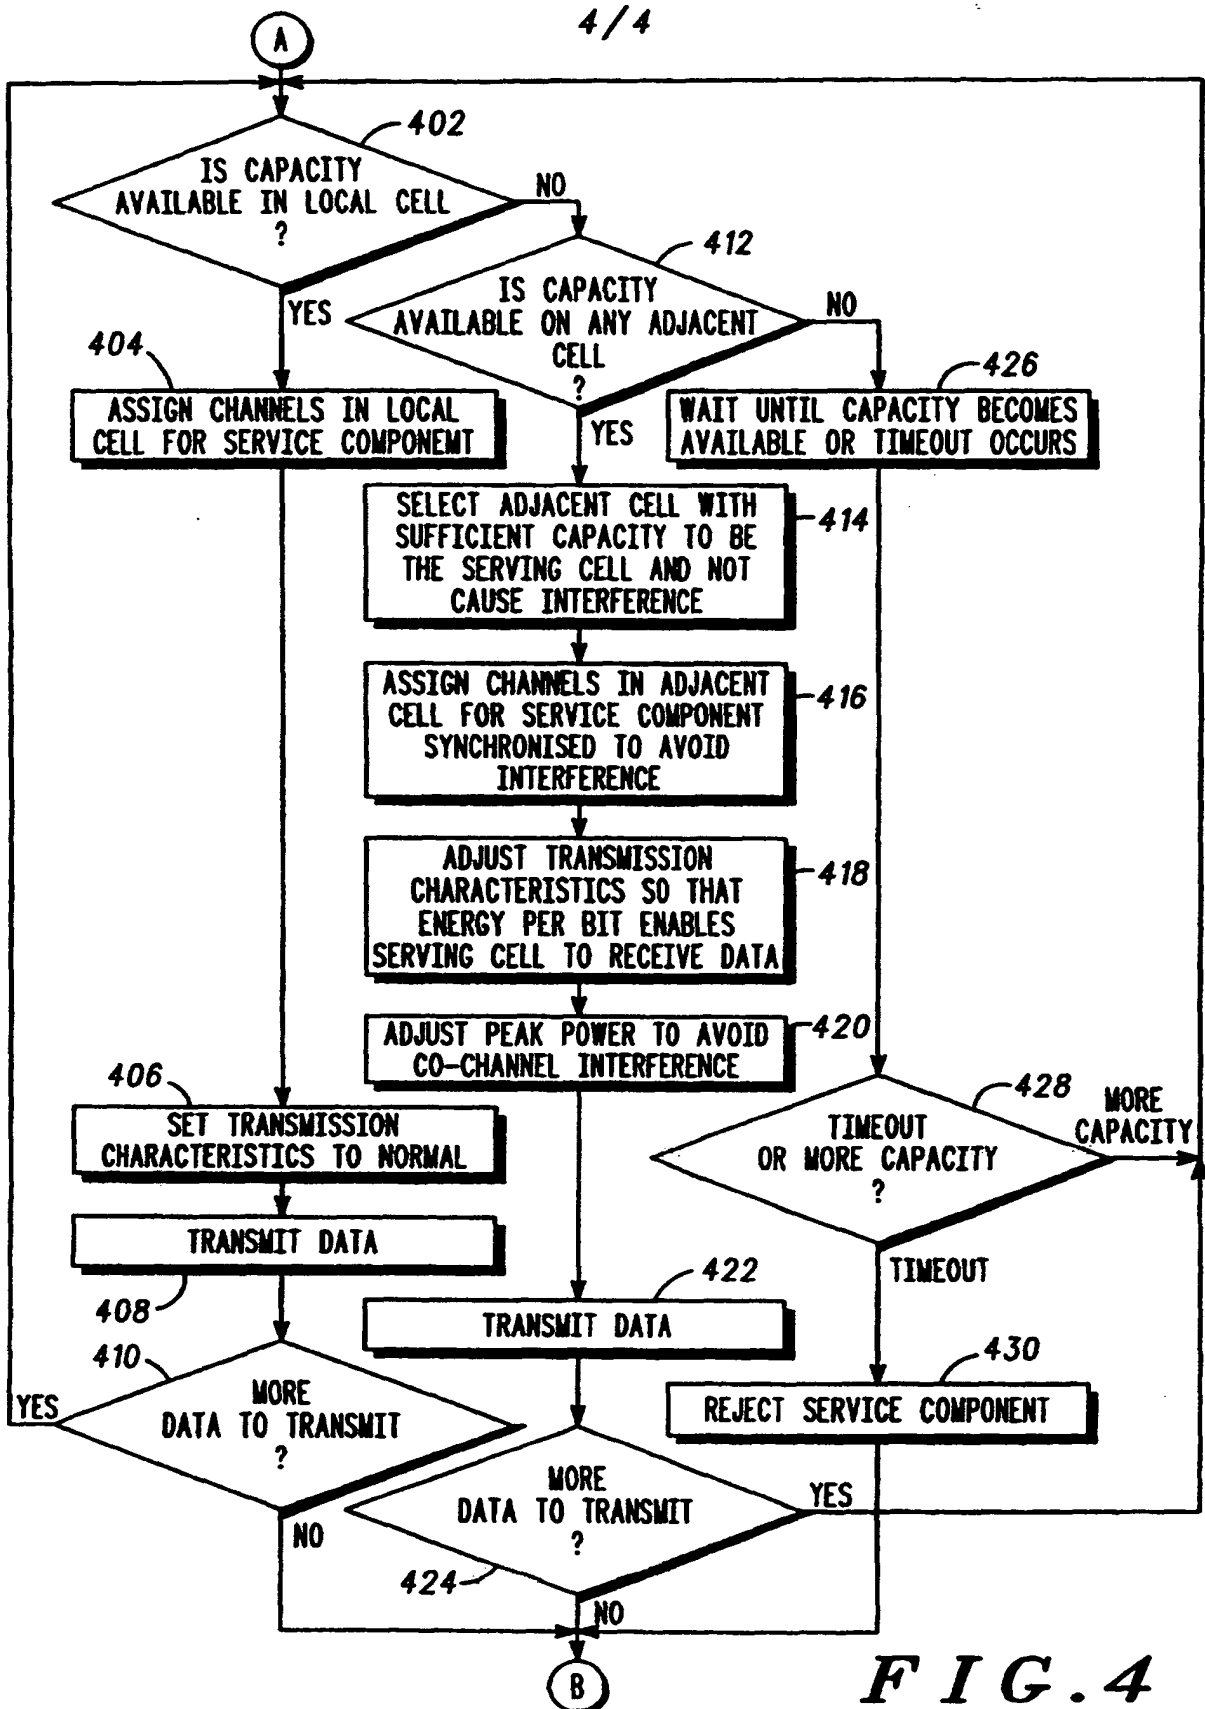 4/4
A
402
IS CAPACITY
AVAILABLE IN LOCAL CELL
?
NO
YES
412
IS CAPACITY
AVAILABLE ON ANY ADJACENT
CELL
?
NO
YES
404
ASSIGN CHANNELS IN LOCAL
CELL FOR SERVICE COMPONEMT
426
WAIT UNTIL CAPACITY BECOMES
AVAILABLE OR TIMEOUT OCCURS
SELECT ADJACENT CELL WITH
SUFFICIENT CAPACITY TO BE
THE SERVING CELL AND NOT
CAUSE INTERFERENCE
414
ASSIGN CHANNELS IN ADJACENT
CELL FOR SERVICE COMPONENT
SYNCHRONISED TO AVOID
INTERFERENCE
416
ADJUST TRANSMISSION
CHARACTERISTICS SO THAT
ENERGY PER BIT ENABLES
SERVING CELL TO RECEIVE DATA
418
ADJUST PEAK POWER TO AVOID
CO-CHANNEL INTERFERENCE
420
406
SET TRANSMISSION
CHARACTERISTICS TO NORMAL
428
TIMEOUT
OR MORE CAPACITY
?
MORE
CAPACITY
TIMEOUT
TRANSMIT DATA
408
422
TRANSMIT DATA
410
MORE
DATA TO TRANSMIT
?
YES
NO
430
REJECT SERVICE COMPONENT
MORE
DATA TO TRANSMIT
?
YES
424
NO
B
FIG.4